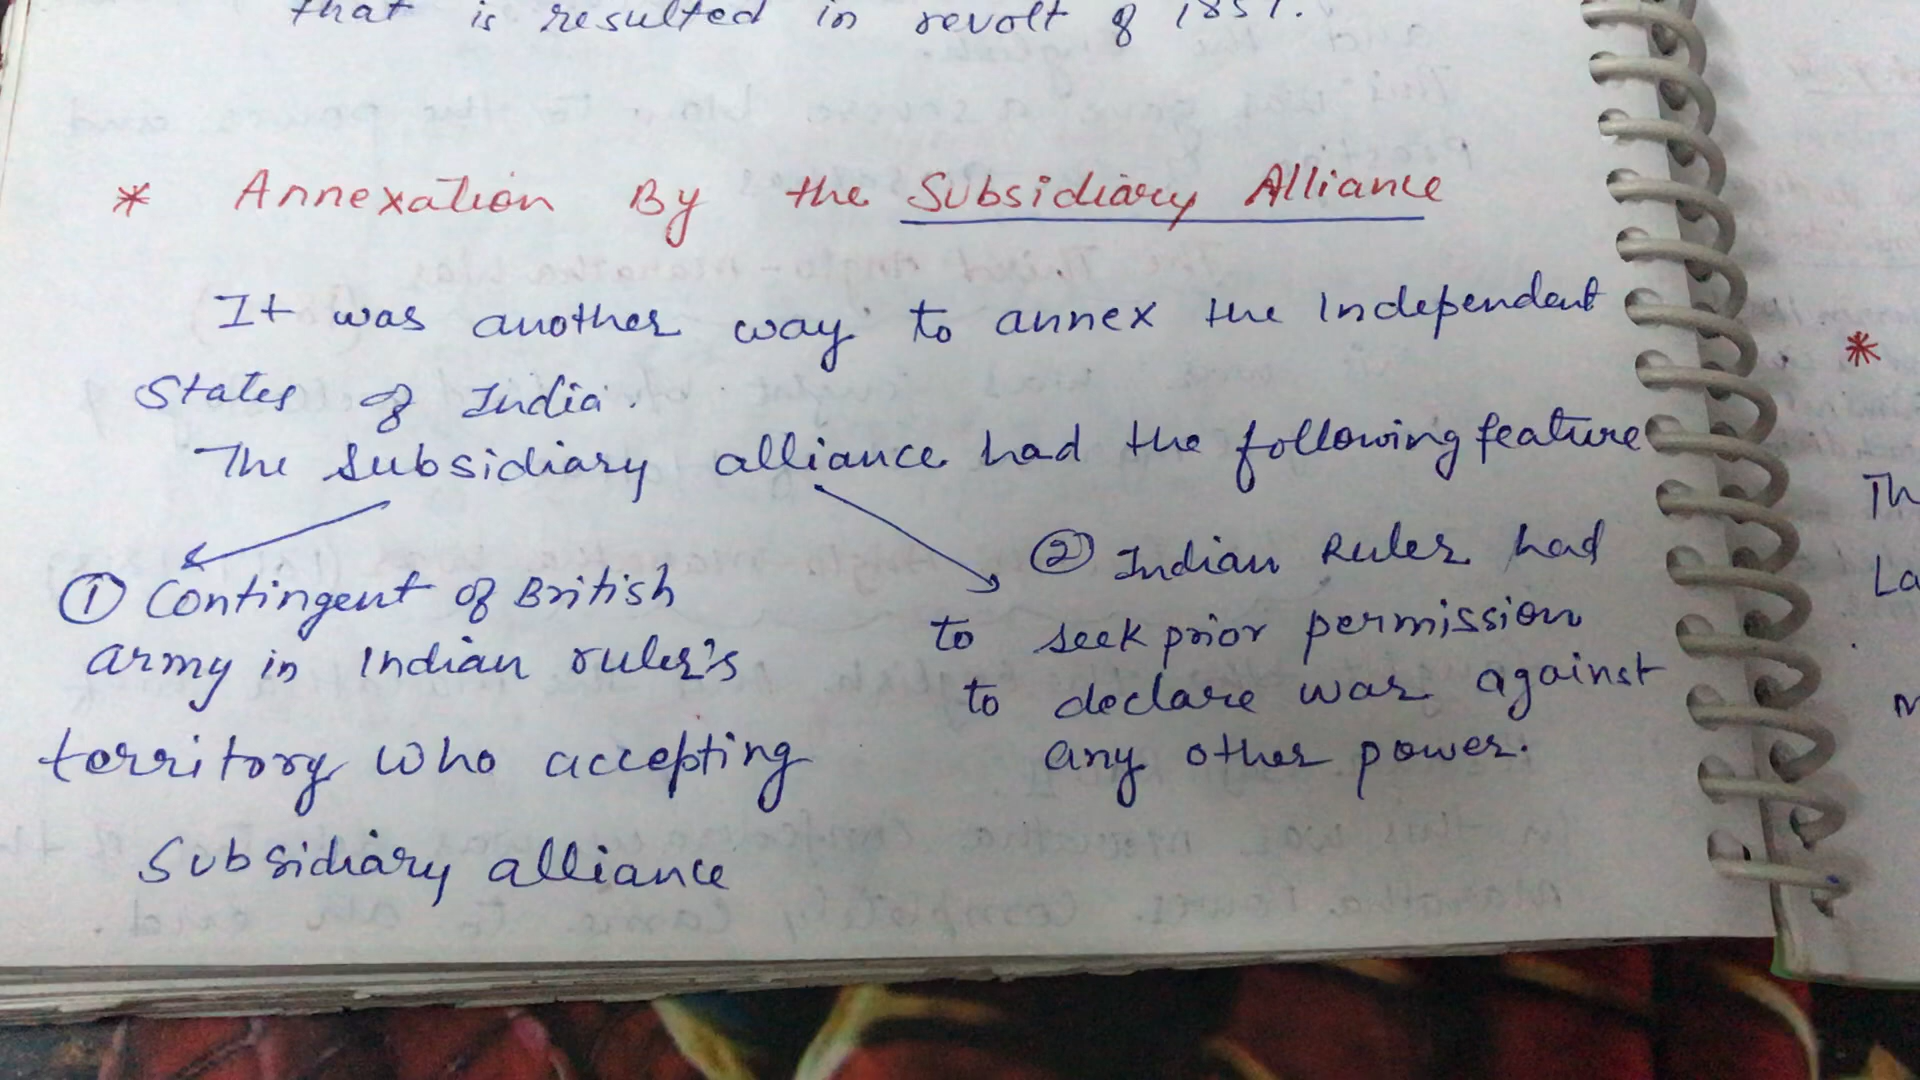 that is resulted in revolt of 1857.
* Annexation By the Subsidiary Alliance
It was another way to annex the Independent
States of India.
The Subsidiary alliance had the following feature
① Contingent of British
army in Indian ruler's
territory who accepting
Subsidiary alliance
② Indian Ruler had
to seek prior permission
to declare war against
any other power.
*
Th
La